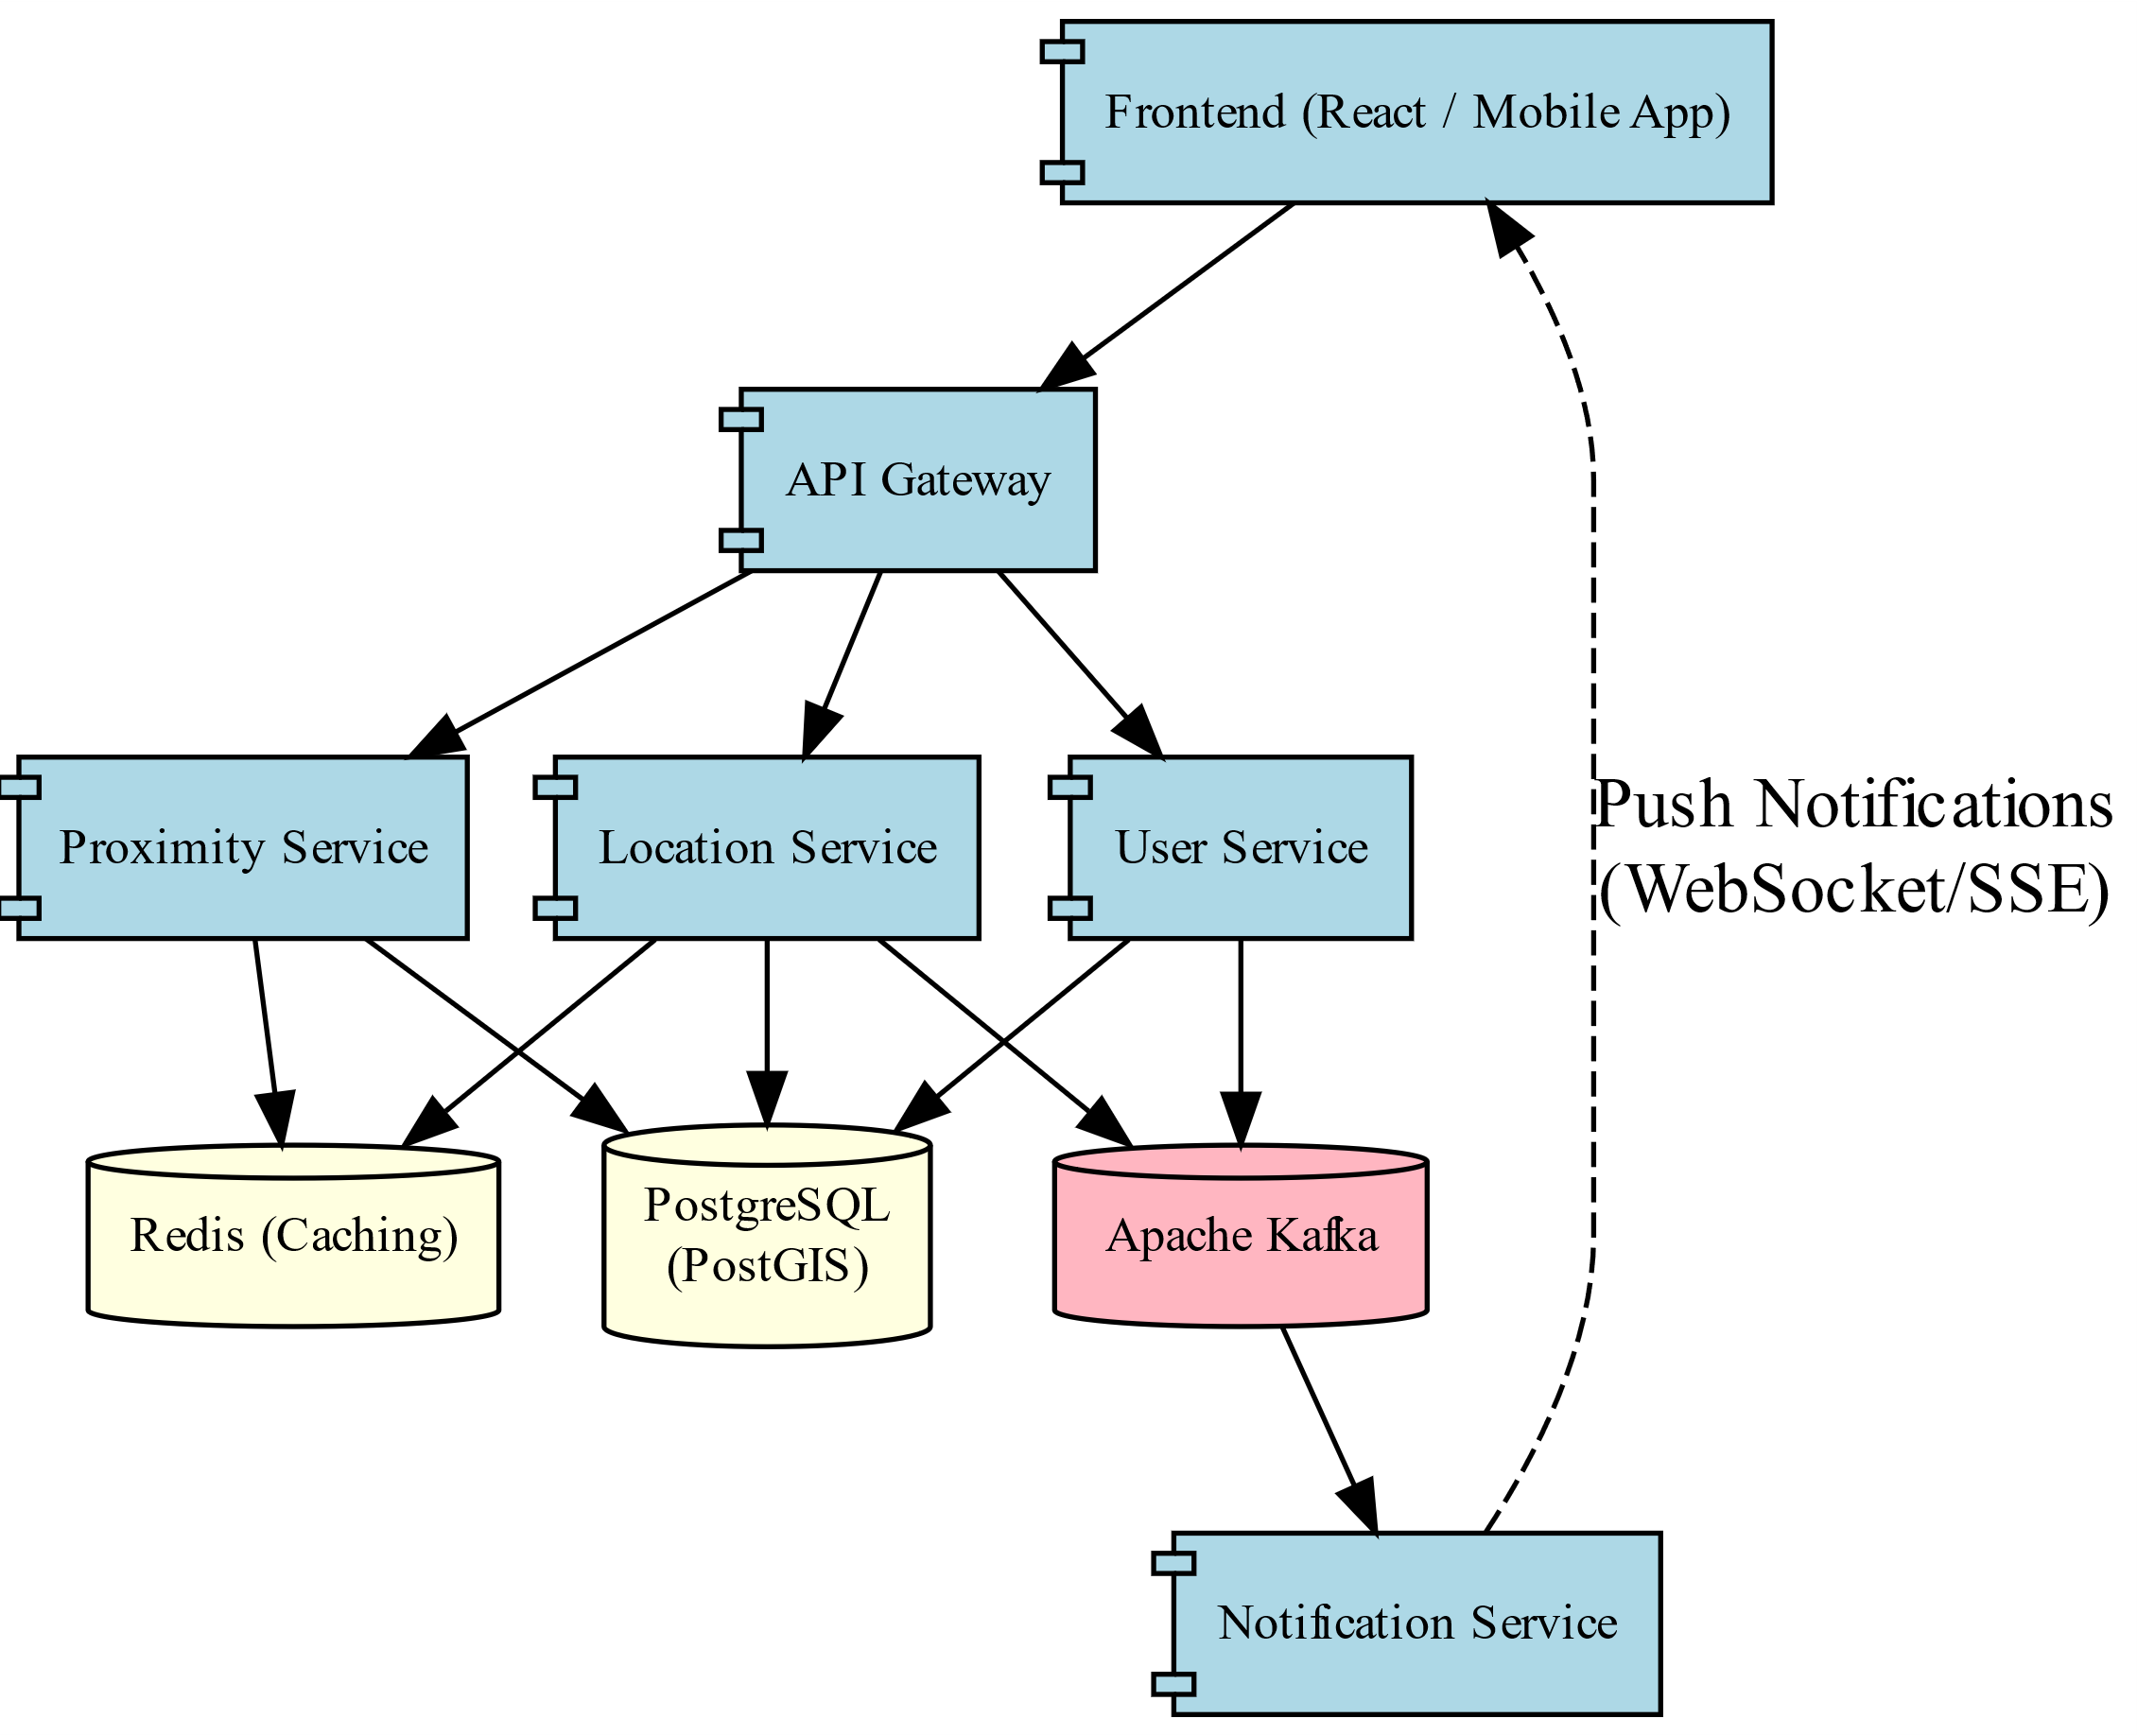 Frontend (React / Mobile App)
API Gateway
Proximity Service
Location Service
User Service
Push Notifications
(WebSocket/SSE)
Redis (Caching)
PostgreSQL
(PostGIS)
Apache Kafka
Notification Service